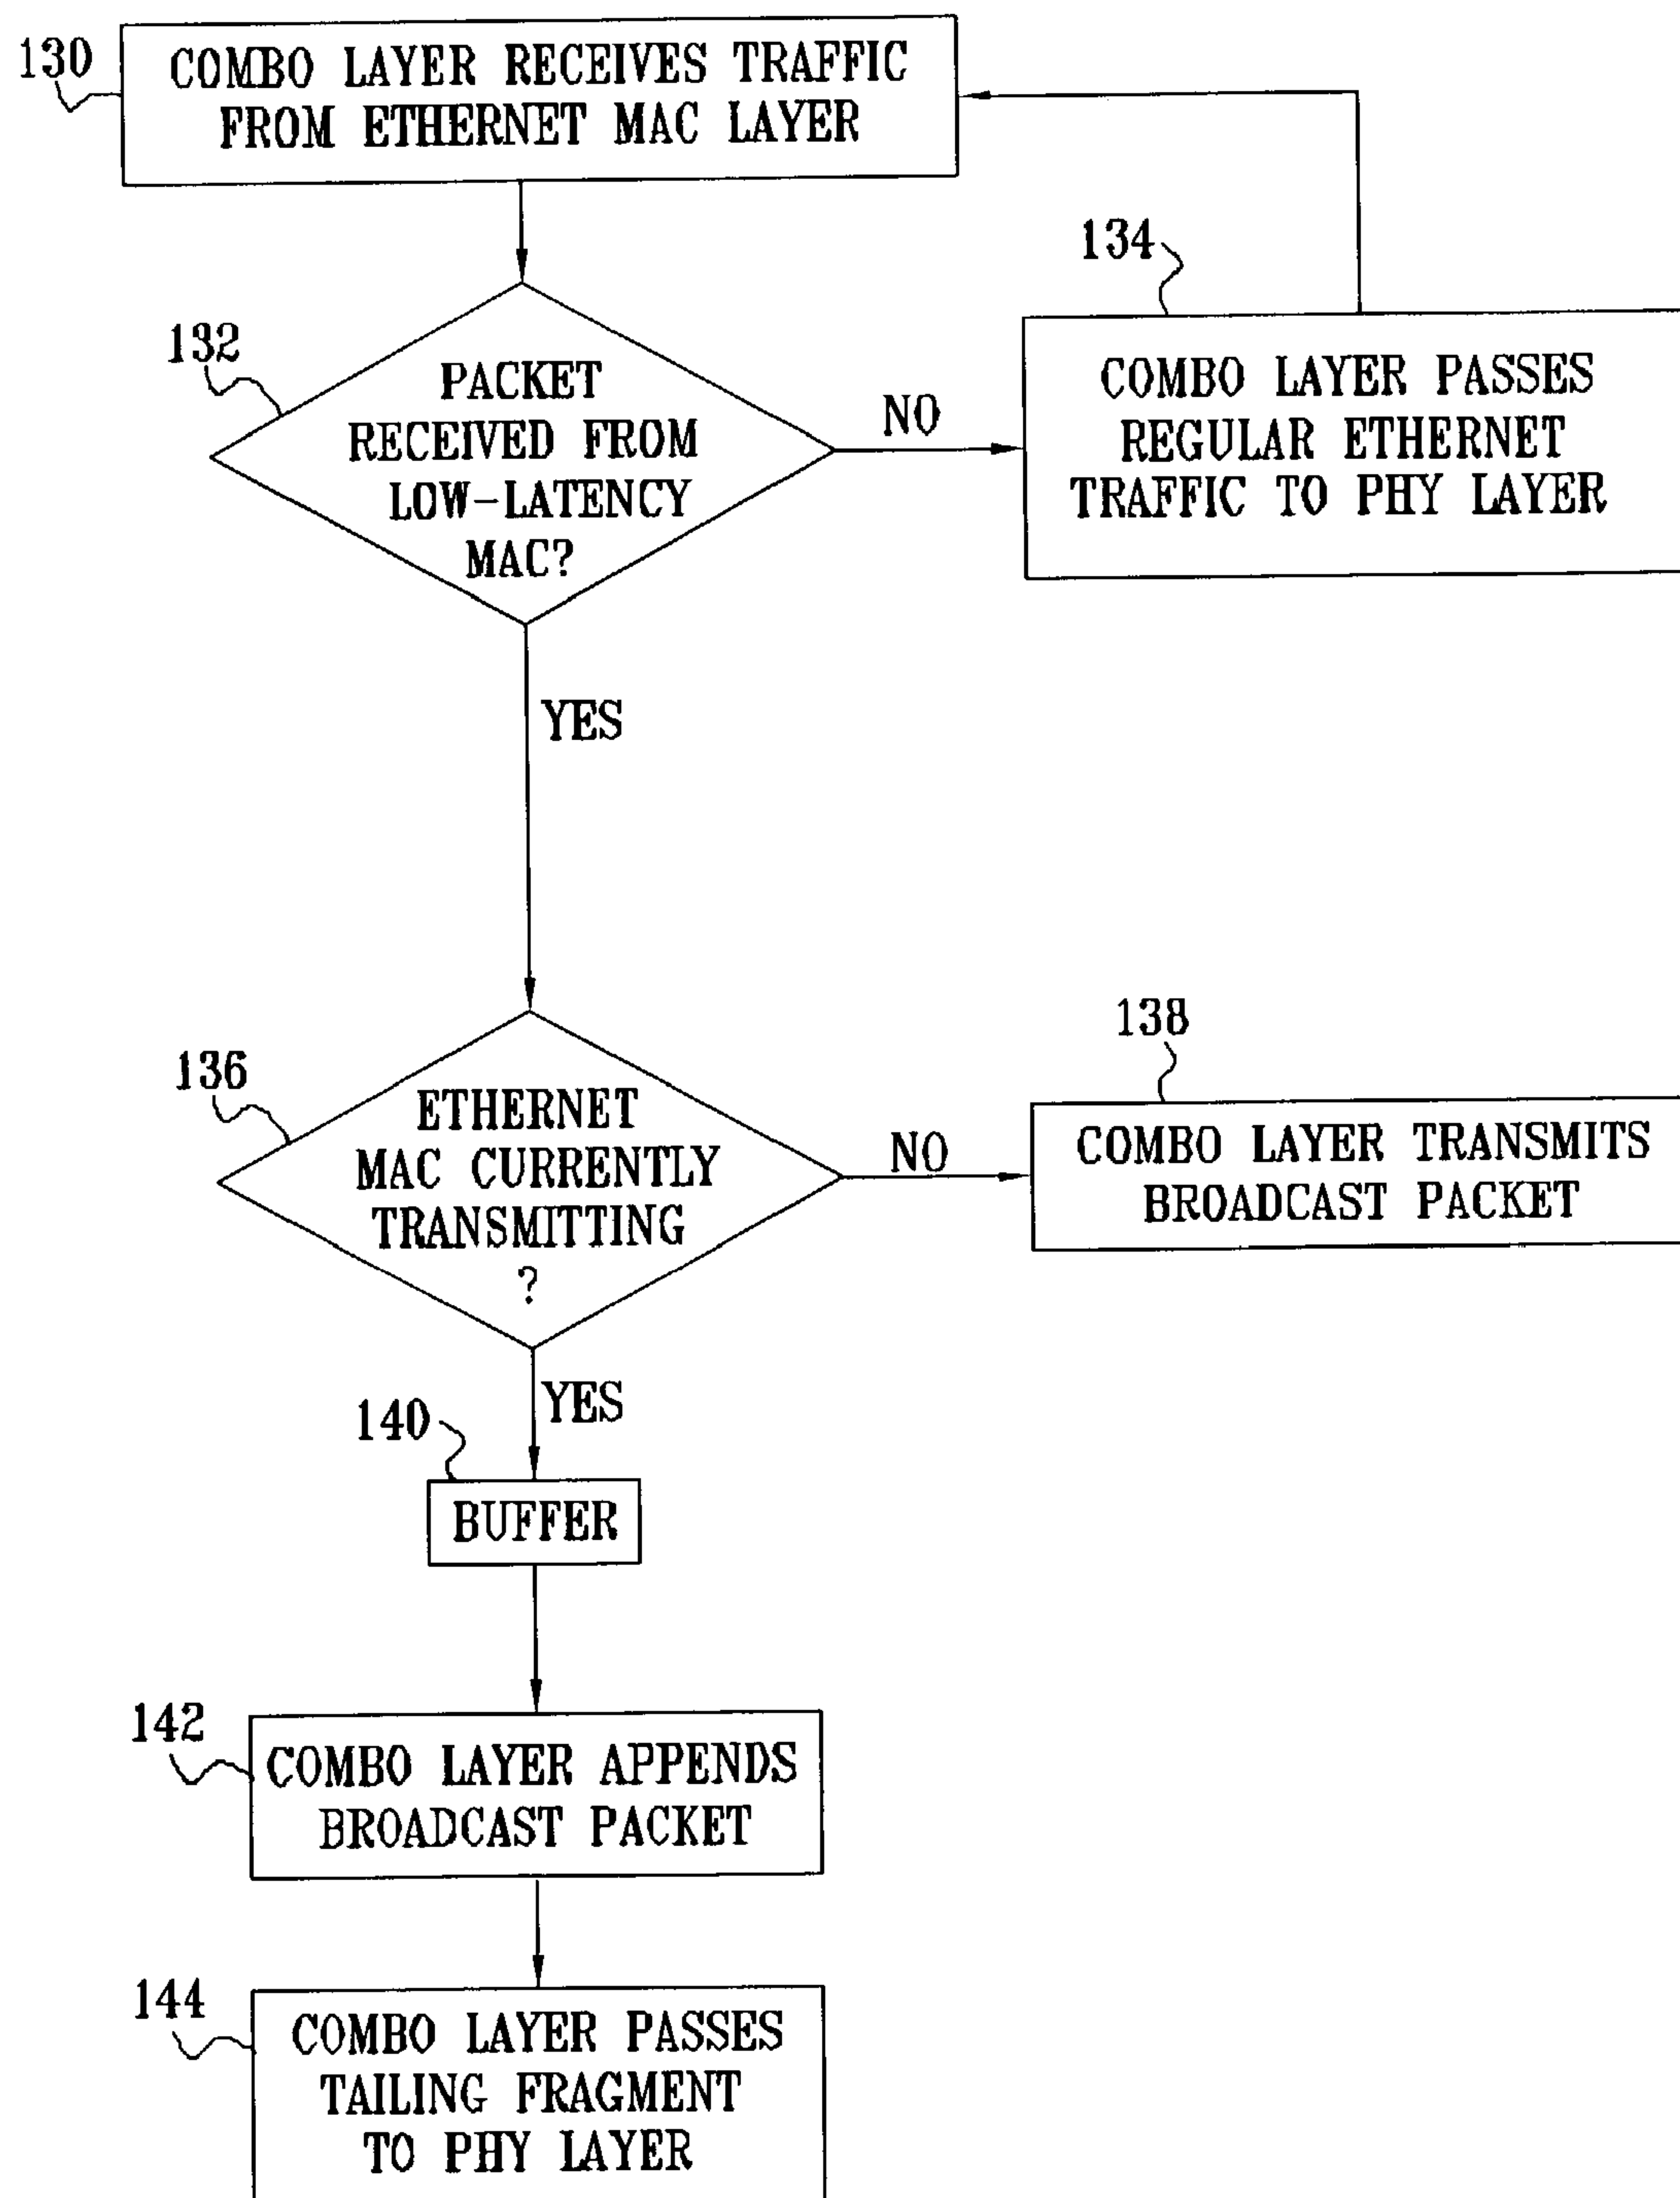 130
COMBO LAYER RECEIVES TRAFFIC
FROM ETHERNET MAC LAYER
134
132
PACKET
RECEIVED FROM
LOW-LATENCY
MAC?
NO
COMBO LAYER PASSES
REGULAR ETHERNET
TRAFFIC TO PHY LAYER
YES
136
138
ETHERNET
MAC CURRENTLY
TRANSMITTING
?
NO
COMBO LAYER TRANSMITS
BROADCAST PACKET
YES
140
BUFFER
142
COMBO LAYER APPENDS
BROADCAST PACKET
144
COMBO LAYER PASSES
TAILING FRAGMENT
TO PHY LAYER